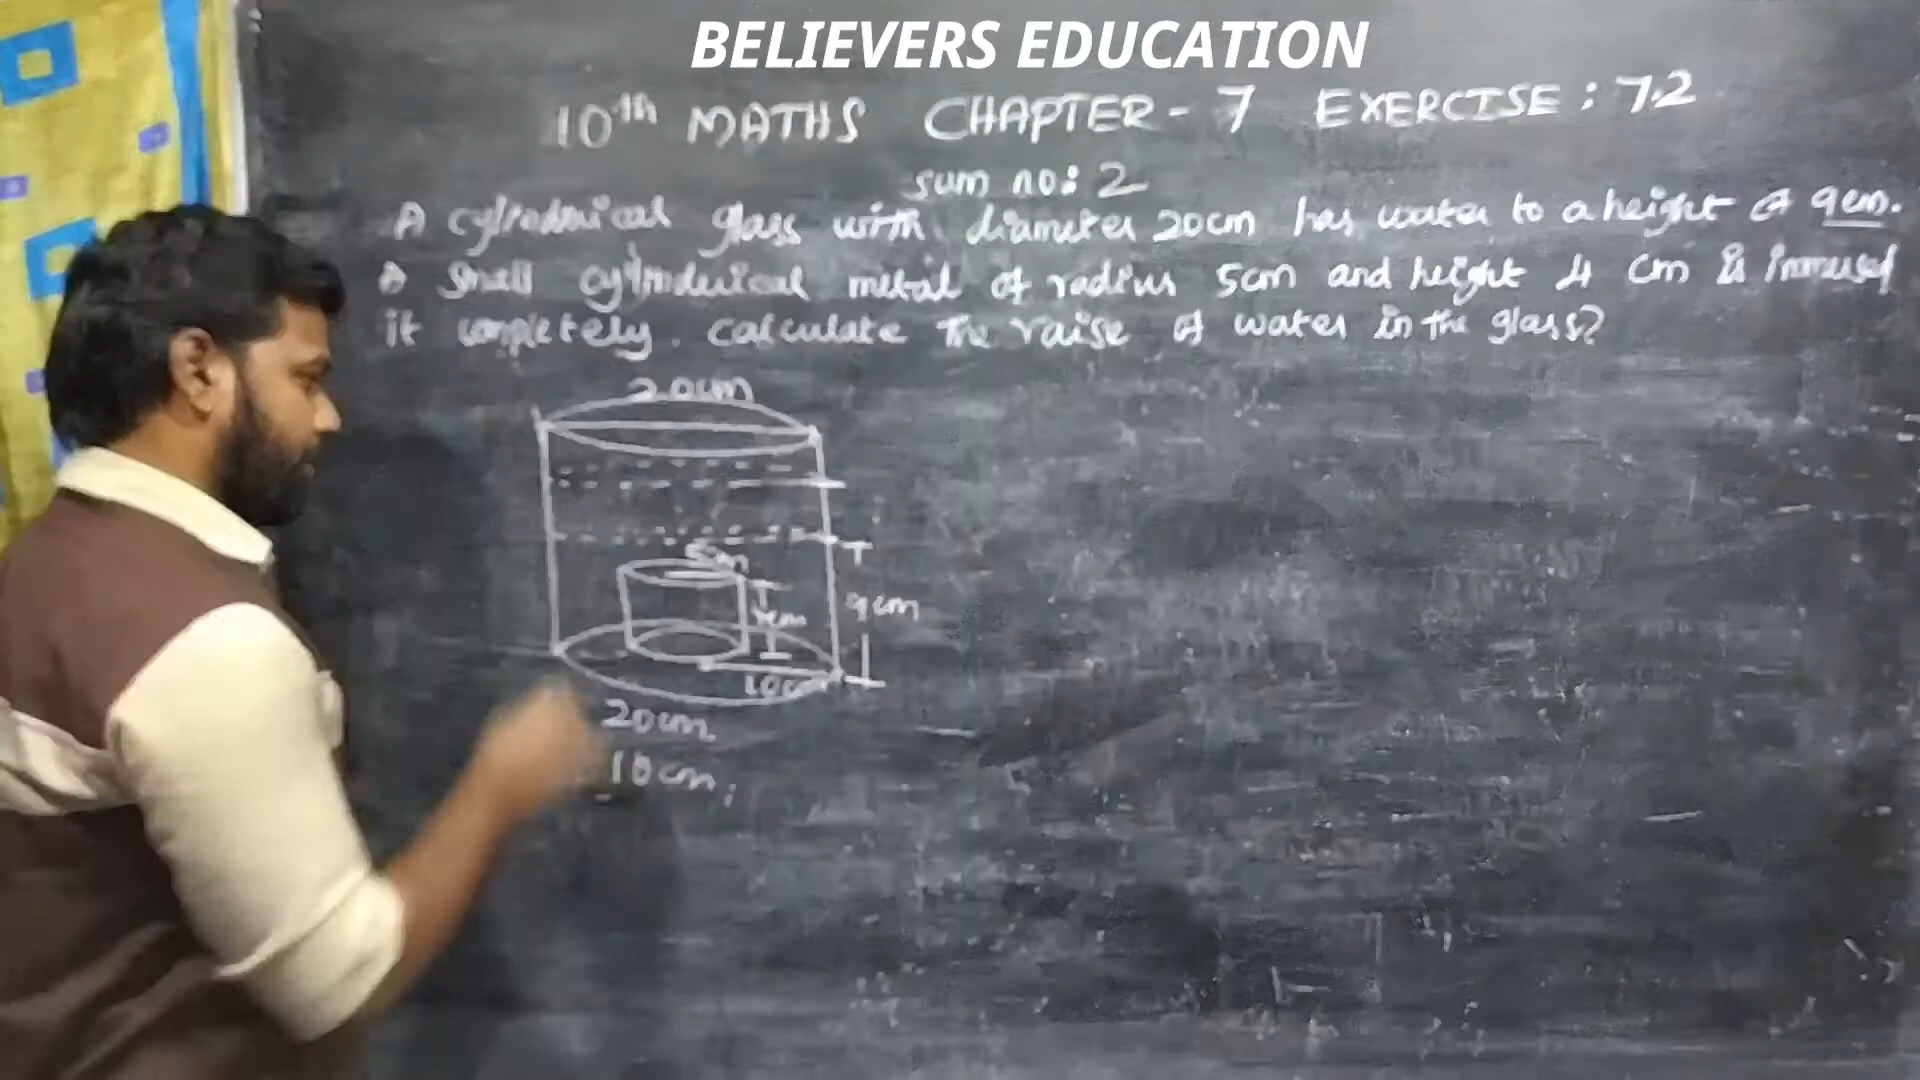 BELIEVERS EDUCATION
10th MATHS CHAPTER - 7 EXERCISE : 7.2
sum no: 2
A cylindrical glass with diameter 20cm has water to a height of 9cm.
A small cylinderical metal of radius 5cm and height 4 cm is immersed
it completely. calculate the raise of water in the glass?
20cm
5cm
4cm
9cm
10cm
20cm.
10cm;